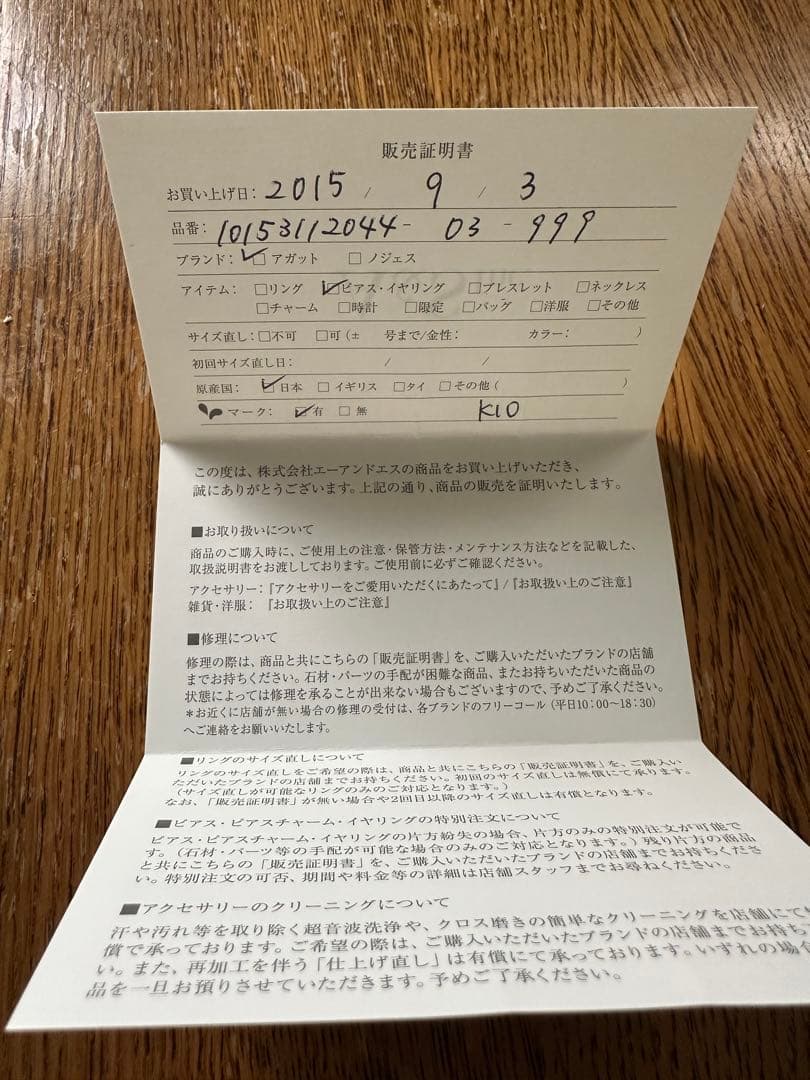 販売証明書
お買い上げ日: 2015 / 9 / 3
品番: 10153112044 - 03 - 999
ブランド: ☑アガット □ノジェス
アイテム: □リング ☑ピアス・イヤリング □ブレスレット □ネックレス
□チャーム □時計 □限定 □バッグ □洋服 □その他
サイズ直し: □不可 □可(± 号まで/金性: カラー: )
初回サイズ直し日: / /
原産国: ☑日本 □イギリス □タイ □その他( )
マーク: ☑有 □無 K10
この度は、株式会社エーアンドエスの商品をお買い上げいただき、
誠にありがとうございます。上記の通り、商品の販売を証明いたします。
■お取り扱いについて
商品のご購入時に、ご使用上の注意・保管方法・メンテナンス方法などを記載した、
取扱説明書をお渡ししております。ご使用前に必ずご確認ください。
アクセサリー:『アクセサリーをご愛用いただくにあたって』/『お取扱い上のご注意』
雑貨・洋服: 『お取扱い上のご注意』
■修理について
修理の際は、商品と共にこちらの「販売証明書」を、ご購入いただいたブランドの店舗
までお持ちください。石材・パーツの手配が困難な商品、またお持ちいただいた商品の
状態によっては修理を承ることが出来ない場合もございますので、予めご了承ください。
*お近くに店舗が無い場合の修理の受付は、各ブランドのフリーコール(平日10:00〜18:30)
へご連絡をお願いいたします。
■リングのサイズ直しについて
リングのサイズ直しをご希望の際は、商品と共にこちらの「販売証明書」を、ご購入い
ただいたブランドの店舗までお持ちください。初回のサイズ直しは無償にて承ります。
(サイズ直しが可能なリングのみのご対応となります。)
なお、「販売証明書」が無い場合や2回目以降のサイズ直しは有償となります。
■ピアス・ピアスチャーム・イヤリングの特別注文について
ピアス・ピアスチャーム・イヤリングの片方紛失の場合、片方のみの特別注文が可能で
す。(石材・パーツ等の手配が可能な場合のみのご対応となります。)残り片方の商品
と共にこちらの「販売証明書」を、ご購入いただいたブランドの店舗までお持ちくださ
い。特別注文の可否、期間や料金等の詳細は店舗スタッフまでお尋ねください。
■アクセサリーのクリーニングについて
汗や汚れ等を取り除く超音波洗浄や、クロス磨きの簡単なクリーニングを店舗にて
償で承っております。ご希望の際は、ご購入いただいたブランドの店舗までお持ち
い。また、再加工を伴う「仕上げ直し」は有償にて承っております。いずれの場
品を一旦お預りさせていただきます。予めご了承ください。